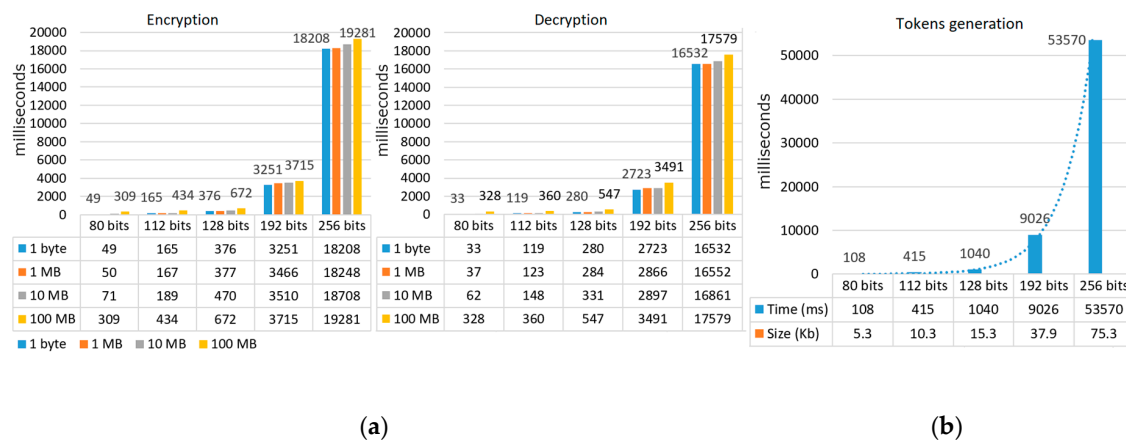 Encryption
milliseconds
20000
18000
16000
14000
12000
10000
8000
6000
4000
2000
0
49 309 165 434 376 672 3251 3715 18208 19281
80 bits 112 bits 128 bits 192 bits 256 bits
1 byte 49 165 376 3251 18208
1 MB 50 167 377 3466 18248
10 MB 71 189 470 3510 18708
100 MB 309 434 672 3715 19281
1 byte 1 MB 10 MB 100 MB
Decryption
milliseconds
20000
18000
16000
14000
12000
10000
8000
6000
4000
2000
0
33 328 119 360 280 547 2723 3491 16532 17579
80 bits 112 bits 128 bits 192 bits 256 bits
1 byte 33 119 280 2723 16532
1 MB 37 123 284 2866 16552
10 MB 62 148 331 2897 16861
100 MB 328 360 547 3491 17579
(a)
Tokens generation
milliseconds
50000
40000
30000
20000
10000
0
108 415 1040 9026 53570
80 bits 112 bits 128 bits 192 bits 256 bits
Time (ms) 108 415 1040 9026 53570
Size (Kb) 5.3 10.3 15.3 37.9 75.3
(b)